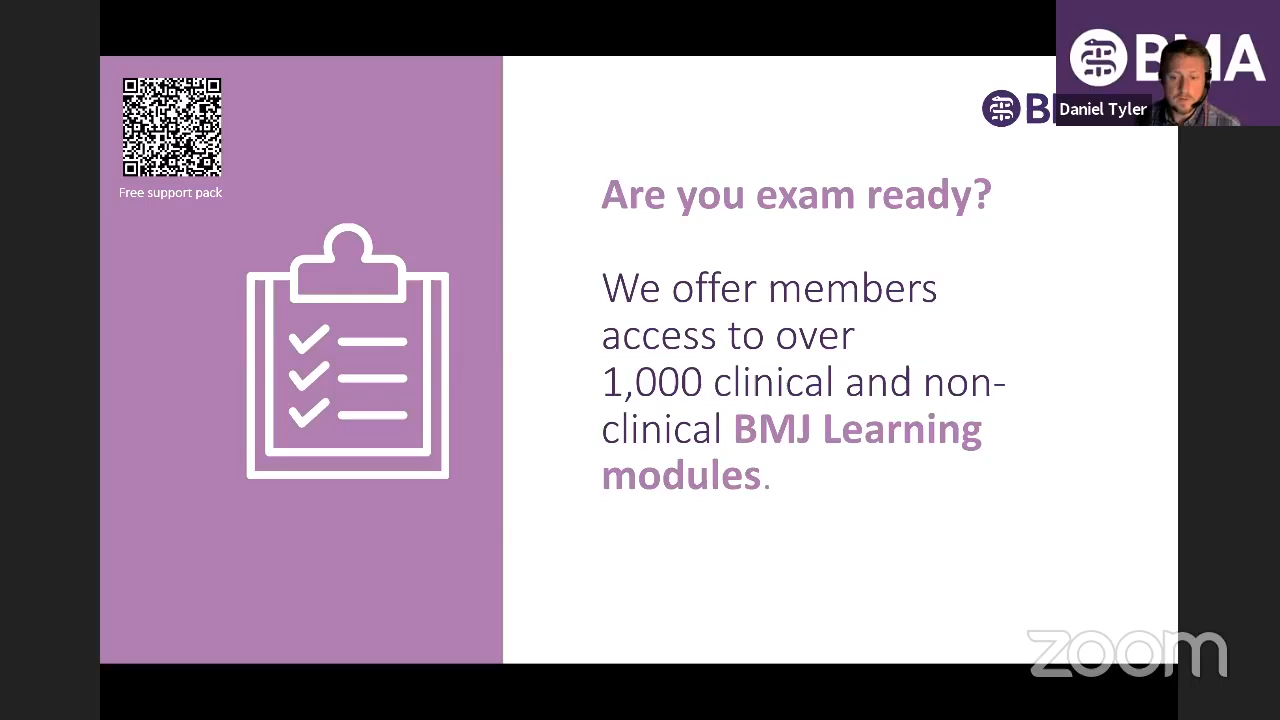 BMA
Daniel Tyler
Free support pack
Are you exam ready?
We offer members
access to over
1,000 clinical and non-
clinical BMJ Learning
modules.
zoom